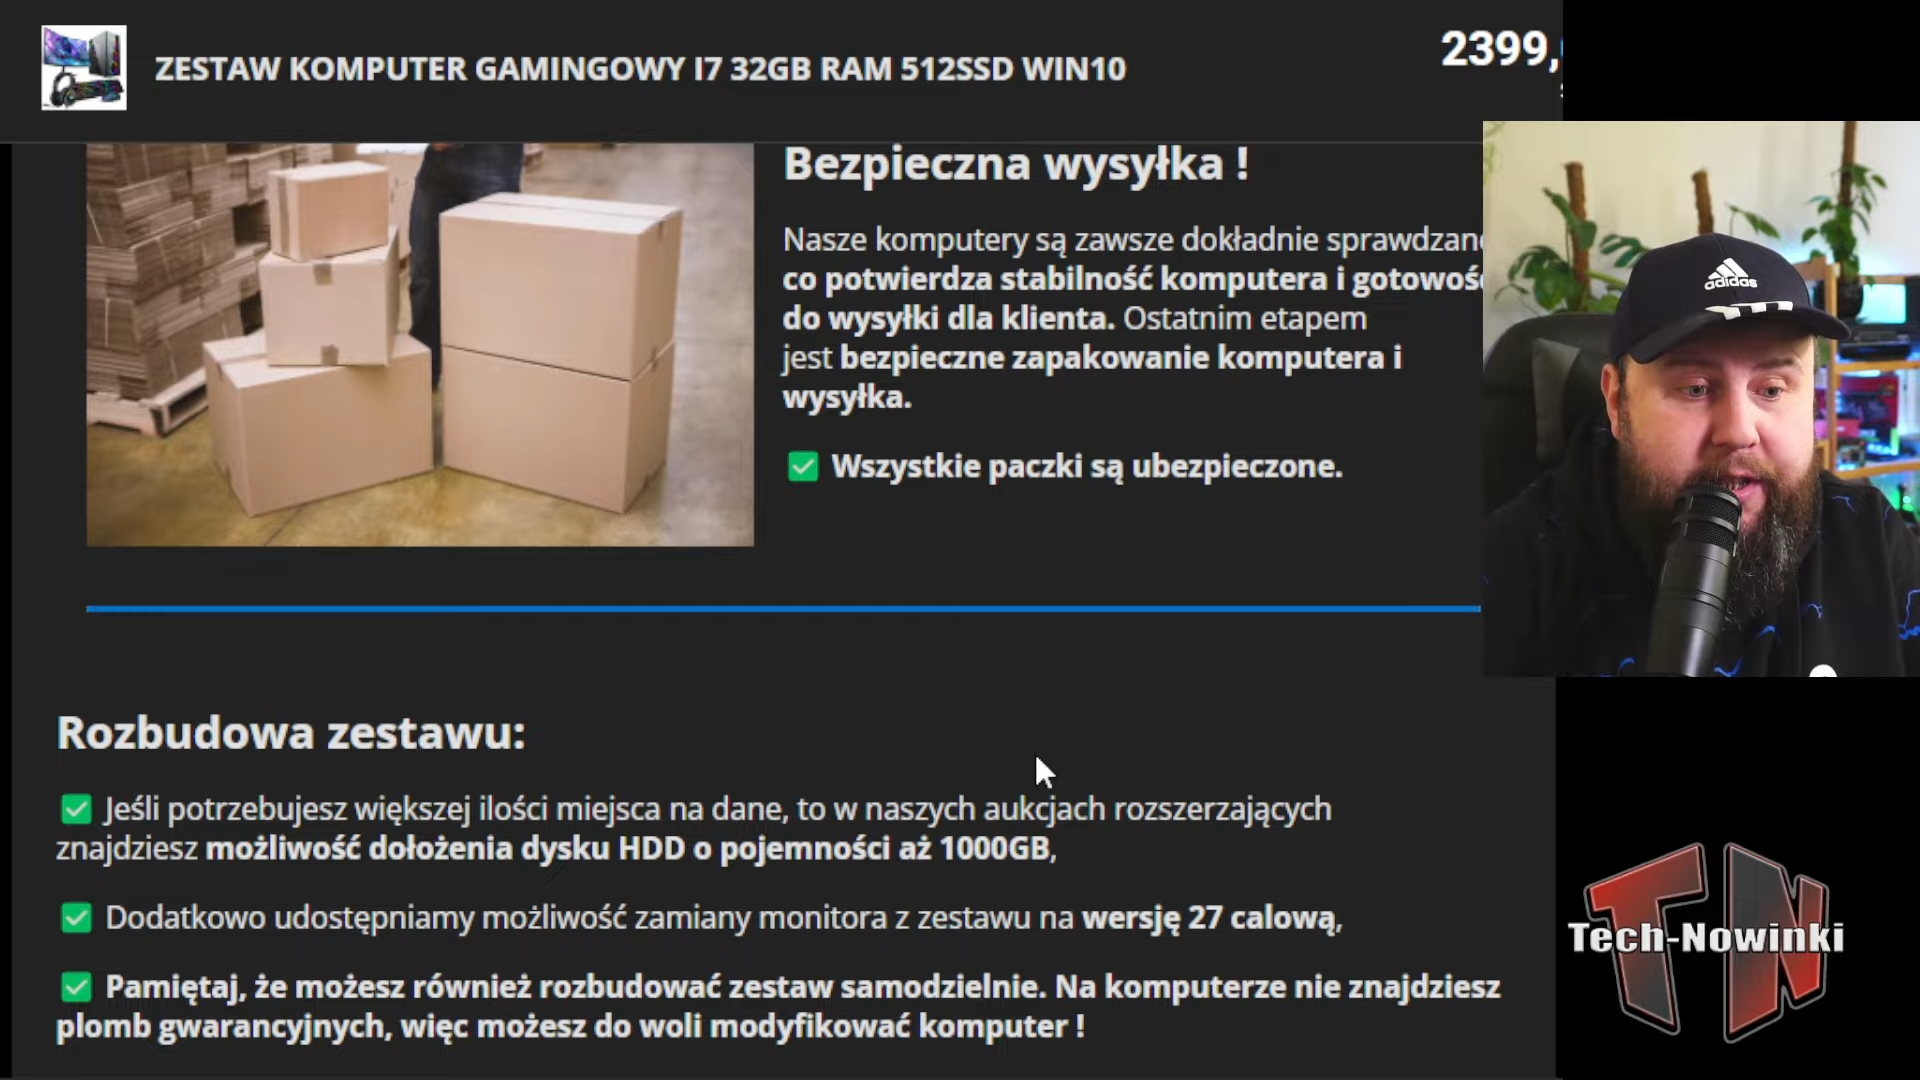 ZESTAW KOMPUTER GAMINGOWY I7 32GB RAM 512SSD WIN10
2399,
Bezpieczna wysyłka !
Nasze komputery są zawsze dokładnie sprawdzane
co potwierdza stabilność komputera i gotowość
do wysyłki dla klienta. Ostatnim etapem
jest bezpieczne zapakowanie komputera i
wysyłka.
Wszystkie paczki są ubezpieczone.
adidas
Rozbudowa zestawu:
Jeśli potrzebujesz większej ilości miejsca na dane, to w naszych aukcjach rozszerzających
znajdziesz możliwość dołożenia dysku HDD o pojemności aż 1000GB,
Dodatkowo udostępniamy możliwość zamiany monitora z zestawu na wersję 27 calową,
Pamiętaj, że możesz również rozbudować zestaw samodzielnie. Na komputerze nie znajdziesz
plomb gwarancyjnych, więc możesz do woli modyfikować komputer !
TN
Tech-Nowinki